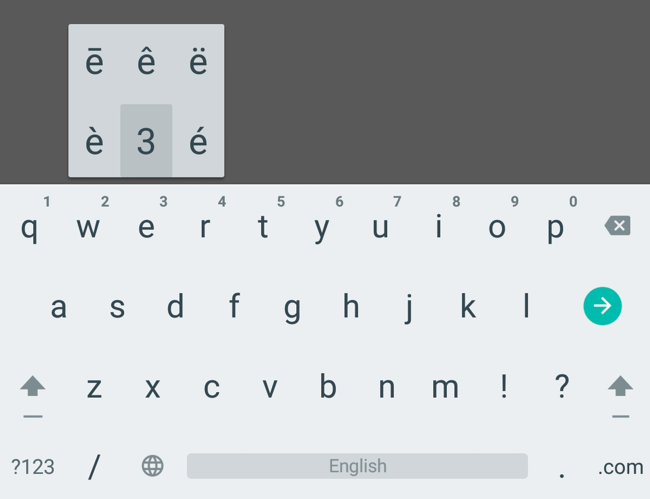 ē ê ë
è 3 é
1 2 3 4 5 6 7 8 9 0
q w e r t y u i o p
a s d f g h j k l
z x c v b n m ! ?
?123 / English . .com